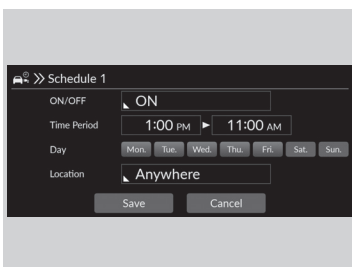 Schedule 1
ON/OFF ON
Time Period 1:00 PM ► 11:00 AM
Day Mon. Tue. Wed. Thu. Fri. Sat. Sun.
Location Anywhere
Save Cancel